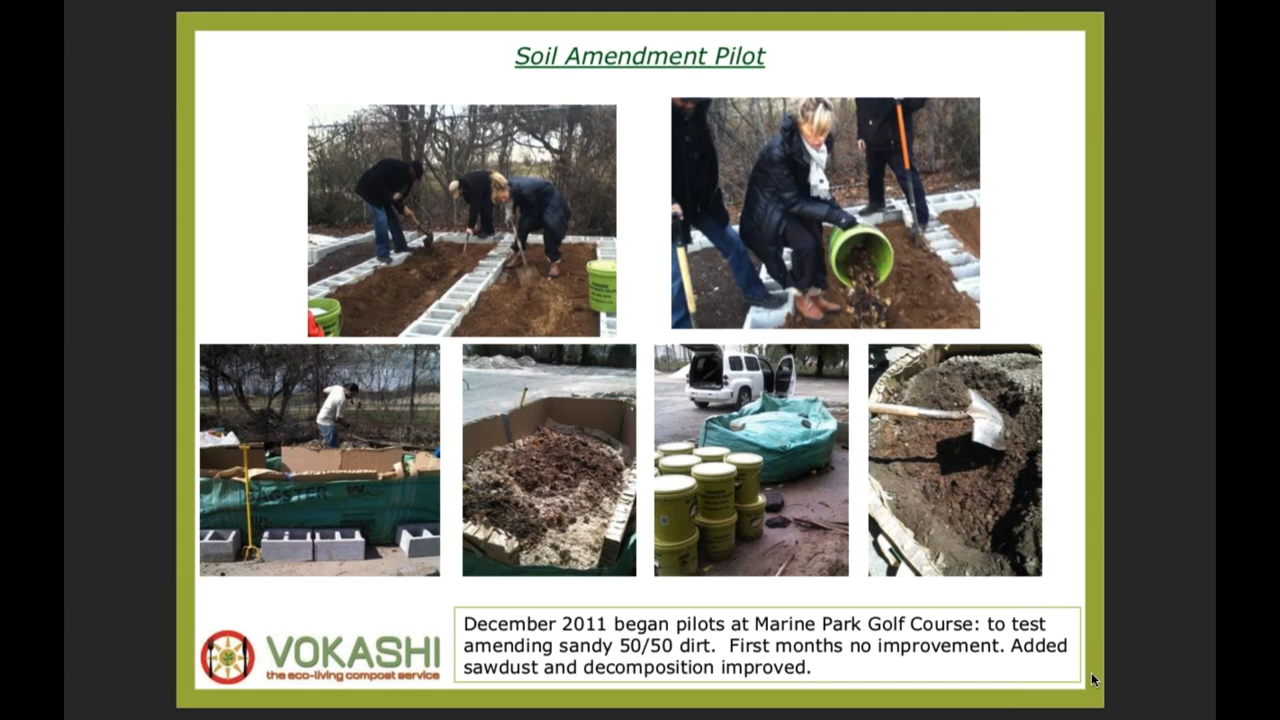 Soil Amendment Pilot
BAGSTER
December 2011 began pilots at Marine Park Golf Course: to test
amending sandy 50/50 dirt.  First months no improvement. Added
sawdust and decomposition improved.
VOKASHI
the eco-living compost service